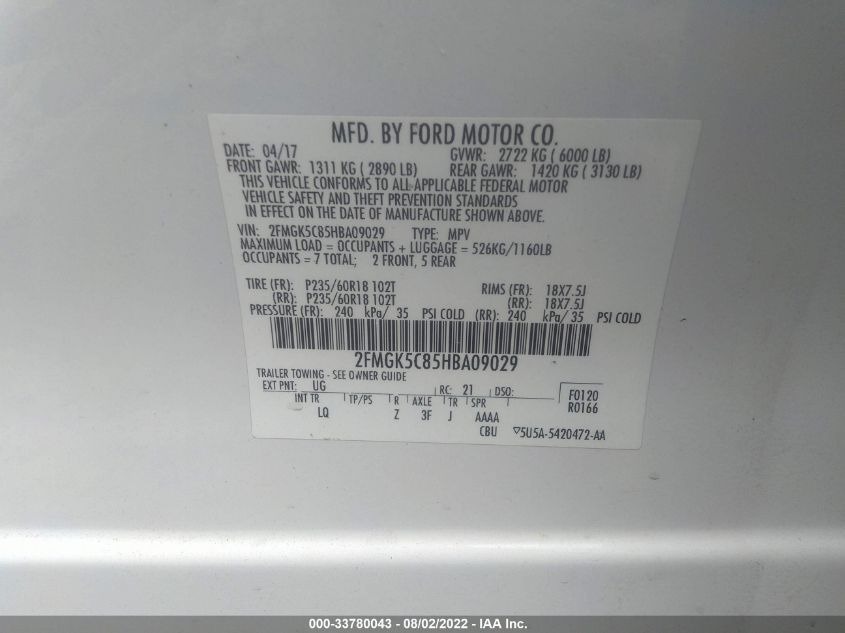 MFD. BY FORD MOTOR CO.
DATE: 04/17 GVWR: 2722 KG ( 6000 LB)
FRONT GAWR: 1311 KG ( 2890 LB) REAR GAWR: 1420 KG ( 3130 LB)
THIS VEHICLE CONFORMS TO ALL APPLICABLE FEDERAL MOTOR
VEHICLE SAFETY AND THEFT PREVENTION STANDARDS
IN EFFECT ON THE DATE OF MANUFACTURE SHOWN ABOVE.
VIN: 2FMGK5C85HBA09029 TYPE: MPV
MAXIMUM LOAD = OCCUPANTS + LUGGAGE = 526KG/1160LB
OCCUPANTS = 7 TOTAL; 2 FRONT, 5 REAR
TIRE (FR): P235/60R18 102T RIMS (FR): 18X7.5J
(RR): P235/60R18 102T (RR): 18X7.5J
PRESSURE (FR): 240 kPa/ 35 PSI COLD (RR): 240 kPa/ 35 PSI COLD
2FMGK5C85HBA09029
TRAILER TOWING - SEE OWNER GUIDE
EXT PNT: UG RC: 21 DSO: F0120
INT TR TP/PS R AXLE TR SPR R0166
LQ Z 3F J AAAA
CBU ▽5U5A-5420472-AA
000-33780043 - 08/02/2022 - IAA Inc.